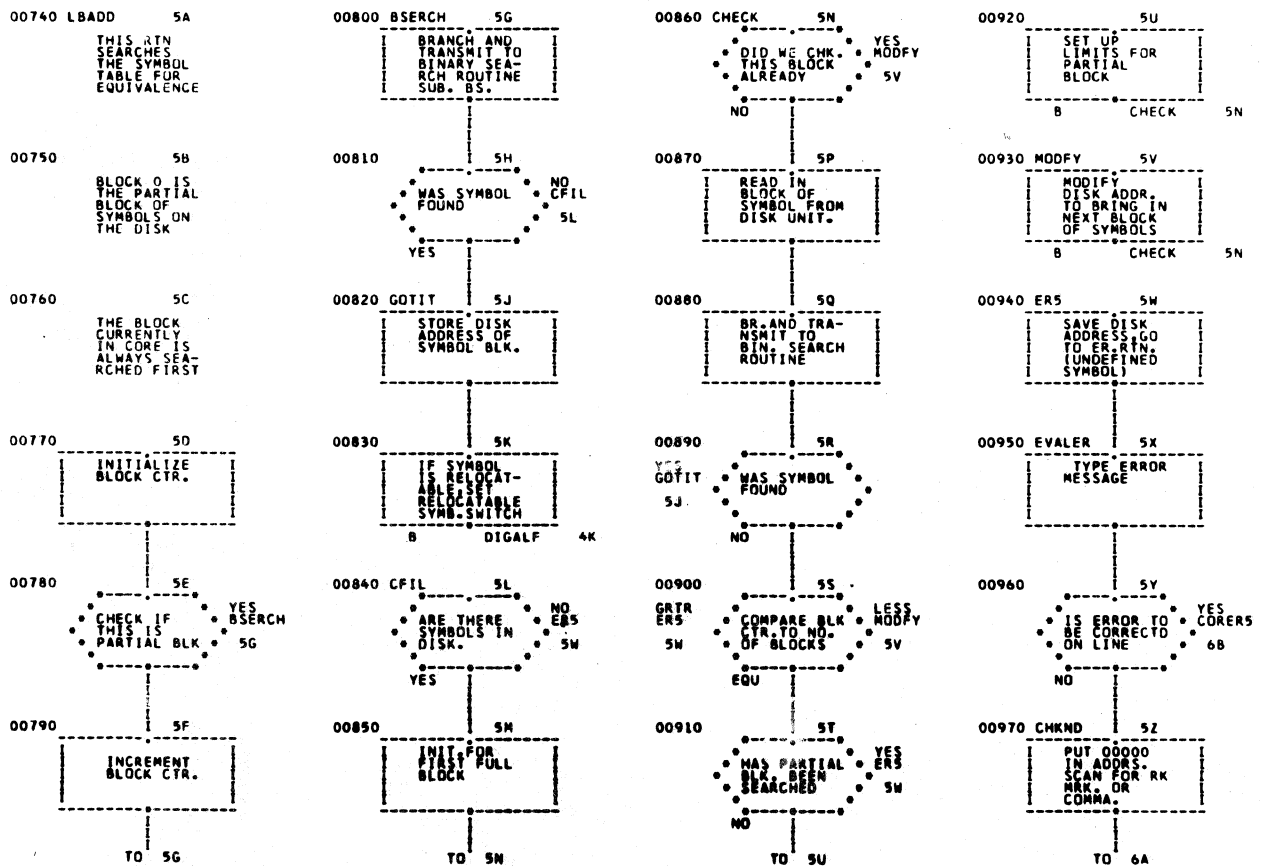 00740 LBADD 5A
THIS RTN
SEARCHES
THE SYMBOL
TABLE FOR
EQUIVALENCE
00750 5B
BLOCK 0 IS
THE PARTIAL
BLOCK OF
SYMBOLS ON
THE DISK
00760 5C
THE BLOCK
CURRENTLY
IN CORE IS
ALWAYS SEA-
RCHED FIRST
00770 5D
INITIALIZE
BLOCK CTR.
00780 5E
CHECK IF
THIS IS
PARTIAL BLK
YES
BSERCH
5G
00790 5F
INCREMENT
BLOCK CTR.
TO 5G
00800 BSERCH 5G
BRANCH AND
TRANSMIT TO
BINARY SEA-
RCH ROUTINE
SUB. BS.
00810 5H
WAS SYMBOL
FOUND
NO
CFIL
5L
YES
00820 GOTIT 5J
STORE DISK
ADDRESS OF
SYMBOL BLK.
00830 5K
IF SYMBOL
IS RELOCAT-
ABLE,SET
RELOCATABLE
SYMB.SWITCH
B DIGALF 4K
00840 CFIL 5L
ARE THERE
SYMBOLS IN
DISK.
NO
ER5
5W
YES
00850 5M
INIT.FOR
FIRST FULL
BLOCK
TO 5N
00860 CHECK 5N
DID WE CHK.
THIS BLOCK
ALREADY
YES
MODFY
5V
NO
00870 5P
READ IN
BLOCK OF
SYMBOL FROM
DISK UNIT.
00880 5Q
BR.AND TRA-
NSMIT TO
BIN. SEARCH
ROUTINE
00890 5R
YES
GOTIT
5J
WAS SYMBOL
FOUND
NO
00900 5S
GRTR
ER5
5W
COMPARE BLK
CTR.TO NO.
OF BLOCKS
LESS
MODFY
5V
EQU
00910 5T
HAS PARTIAL
BLK. BEEN
SEARCHED
YES
ER5
5W
NO
TO 5U
00920 5U
SET UP
LIMITS FOR
PARTIAL
BLOCK
B CHECK 5N
00930 MODFY 5V
MODIFY
DISK ADDR.
TO BRING IN
NEXT BLOCK
OF SYMBOLS
B CHECK 5N
00940 ER5 5W
SAVE DISK
ADDRESS,GO
TO ER.RTN.
(UNDEFINED
SYMBOL)
00950 EVALER 5X
TYPE ERROR
MESSAGE
00960 5Y
IS ERROR TO
BE CORRECTD
ON LINE
YES
CORER5
6B
NO
00970 CHKND 5Z
PUT 00000
IN ADDRS.
SCAN FOR RK
MRK. OR
COMMA.
TO 6A